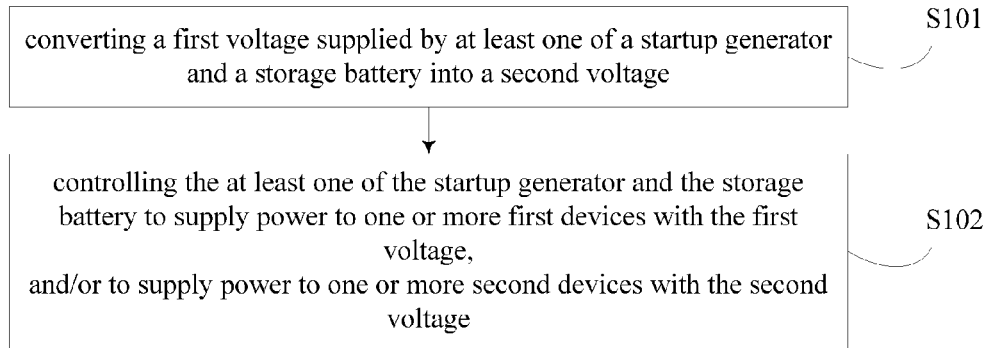 converting a first voltage supplied by at least one of a startup generator
and a storage battery into a second voltage
S101
controlling the at least one of the startup generator and the storage
battery to supply power to one or more first devices with the first
voltage,
and/or to supply power to one or more second devices with the second
voltage
S102